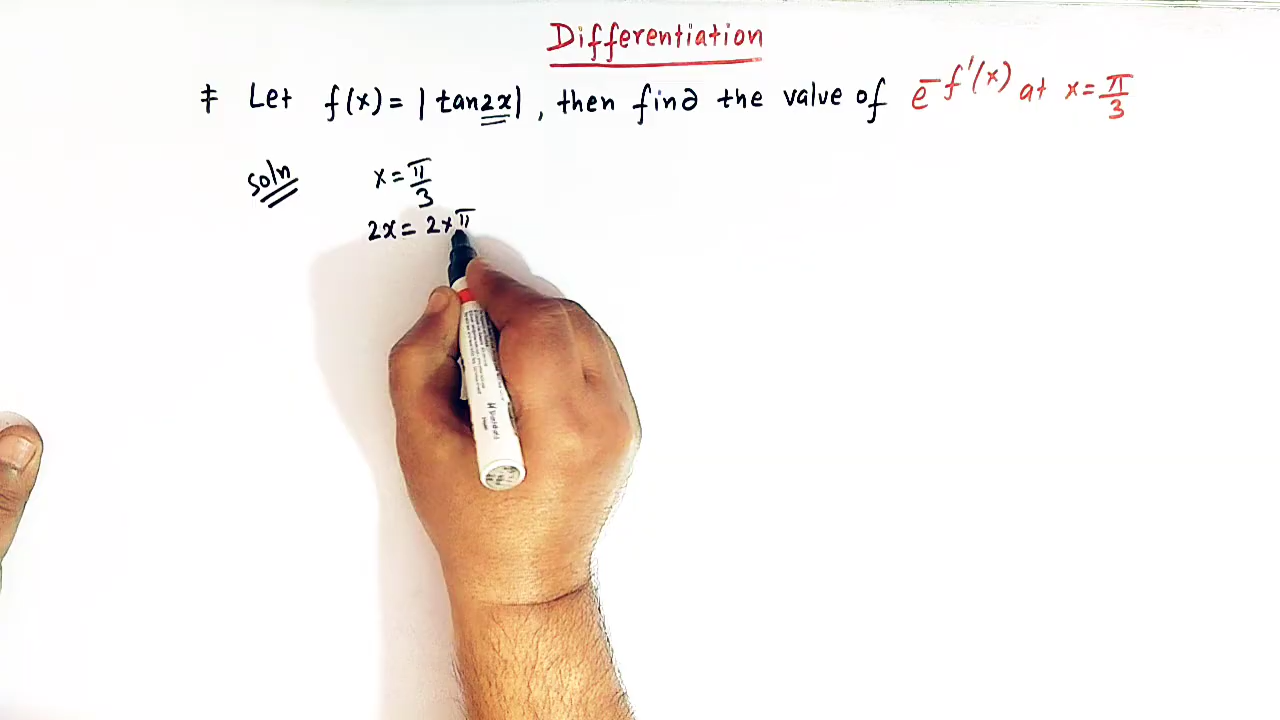 Differentiation
# Let f(x) = |tan2x|, then find the value of e^-f'(x) at x = π/3
soln x = π/3
2x = 2×π